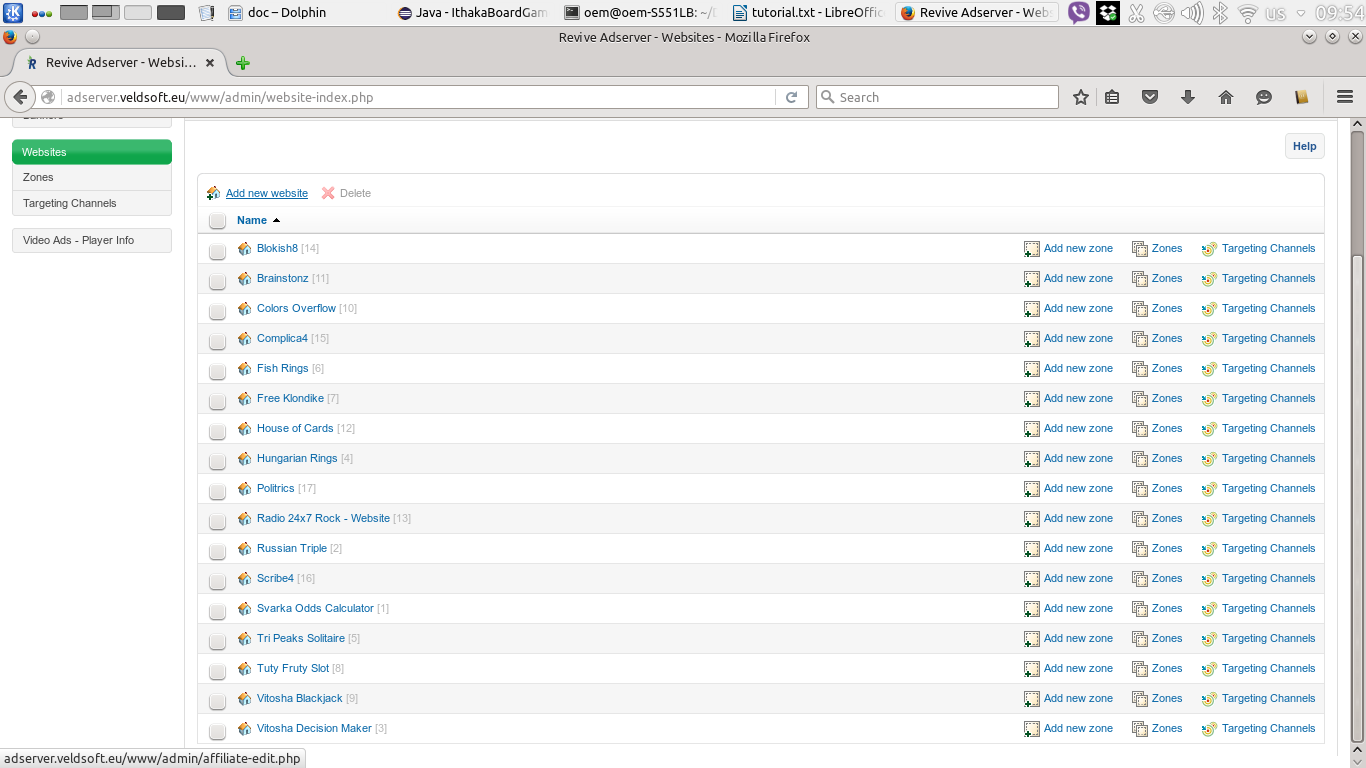 doc – Dolphin
Java - IthakaBoardGam
oem@oem-S551LB: ~/t
tutorial.txt - LibreOffic
Revive Adserver - Webs
us
09:54
Revive Adserver - Websites - Mozilla Firefox
Revive Adserver - Websi…
adserver.veldsoft.eu/www/admin/website-index.php
Search
Banners
Websites
Zones
Targeting Channels
Video Ads - Player Info
Help
Add new website Delete
Name
Blokish8 [14] Add new zone Zones Targeting Channels
Brainstonz [11] Add new zone Zones Targeting Channels
Colors Overflow [10] Add new zone Zones Targeting Channels
Complica4 [15] Add new zone Zones Targeting Channels
Fish Rings [6] Add new zone Zones Targeting Channels
Free Klondike [7] Add new zone Zones Targeting Channels
House of Cards [12] Add new zone Zones Targeting Channels
Hungarian Rings [4] Add new zone Zones Targeting Channels
Politrics [17] Add new zone Zones Targeting Channels
Radio 24x7 Rock - Website [13] Add new zone Zones Targeting Channels
Russian Triple [2] Add new zone Zones Targeting Channels
Scribe4 [16] Add new zone Zones Targeting Channels
Svarka Odds Calculator [1] Add new zone Zones Targeting Channels
Tri Peaks Solitaire [5] Add new zone Zones Targeting Channels
Tuty Fruty Slot [8] Add new zone Zones Targeting Channels
Vitosha Blackjack [9] Add new zone Zones Targeting Channels
Vitosha Decision Maker [3] Add new zone Zones Targeting Channels
adserver.veldsoft.eu/www/admin/affiliate-edit.php